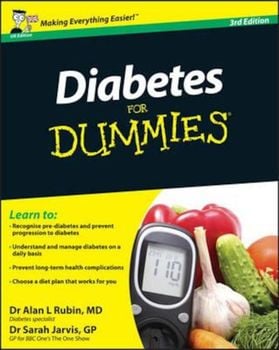 Making Everything Easier!™
3rd Edition
UK Edition
Diabetes
FOR
DUMMIES®
Learn to:
• Recognise pre-diabetes and prevent
progression to diabetes
• Understand and manage diabetes on a
daily basis
• Prevent long-term health complications
• Choose a diet plan that works for you
110
Dr Alan L Rubin, MD
Diabetes specialist
Dr Sarah Jarvis, GP
GP for BBC One's The One Show